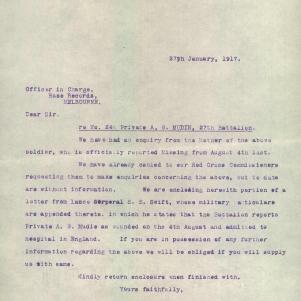 27th January, 1917.
Officer in Charge,
Base Records,
MELBOURNE.
Dear Sir,
re No. 24a Private A. S. MUDIE, 27th Battalion.
We have had an enquiry from the Mother of the above
soldier, who is officially reported Missing from August 4th last.
We have already cabled to our Red Cross Commissioners
requesting them to make enquiries concerning the above, but to date
are without information. We are enclosing herewith portion of a
letter from Lance Corporal S. S. Swift, whose military particulars
are appended thereto, in which he states that the Battalion reports
Private A. S. Mudie as wounded on the 4th August and admitted to
hospital in England. If you are in possession of any further
information regarding the above we will be obliged if you will supply
us with same.
Kindly return enclosure when finished with.
Yours faithfully,